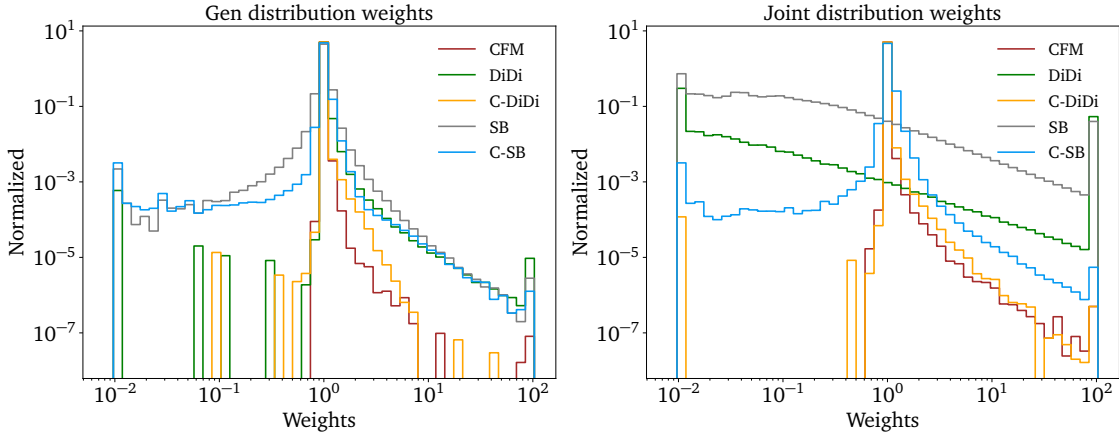 Gen distribution weights
Normalized
10^1
10^{-1}
10^{-3}
10^{-5}
10^{-7}
CFM
DiDi
C-DiDi
SB
C-SB
10^{-2}
10^{-1}
10^0
10^1
10^2
Weights
Joint distribution weights
Normalized
10^1
10^{-1}
10^{-3}
10^{-5}
10^{-7}
CFM
DiDi
C-DiDi
SB
C-SB
10^{-2}
10^{-1}
10^0
10^1
10^2
Weights